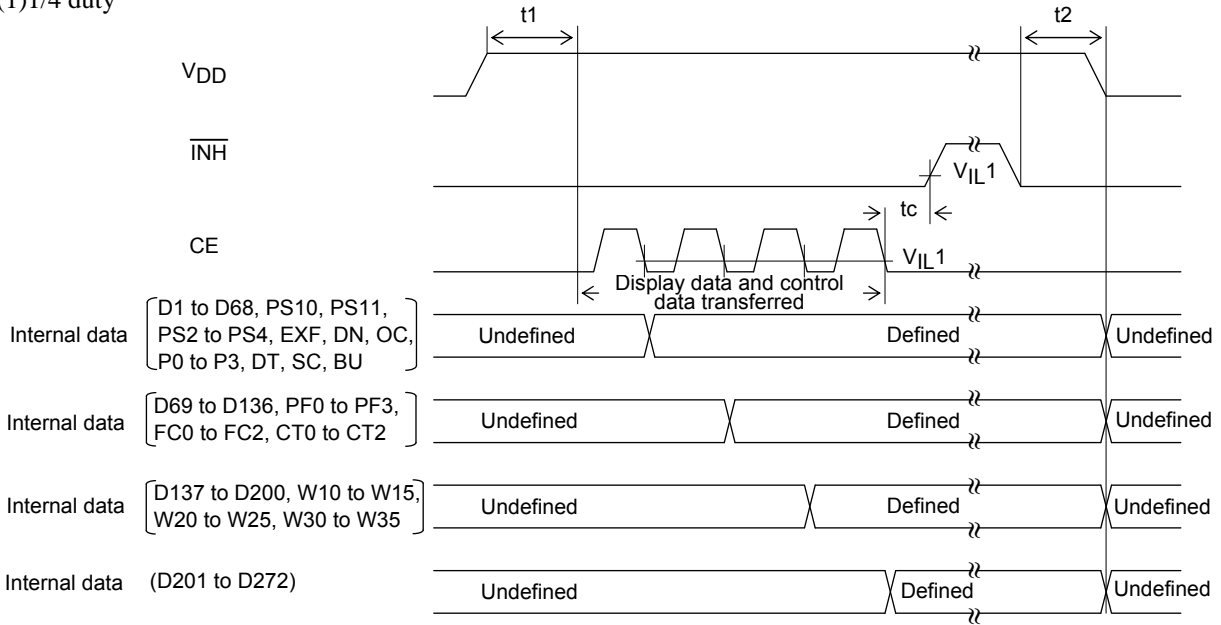 (1)1/4 duty
t1
t2
VDD
INH
VIL1
tc
CE
VIL1
Display data and control
data transferred
Internal data
D1 to D68, PS10, PS11,
PS2 to PS4, EXF, DN, OC,
P0 to P3, DT, SC, BU
Undefined
Defined
Undefined
Internal data
D69 to D136, PF0 to PF3,
FC0 to FC2, CT0 to CT2
Undefined
Defined
Undefined
Internal data
D137 to D200, W10 to W15,
W20 to W25, W30 to W35
Undefined
Defined
Undefined
Internal data
(D201 to D272)
Undefined
Defined
Undefined